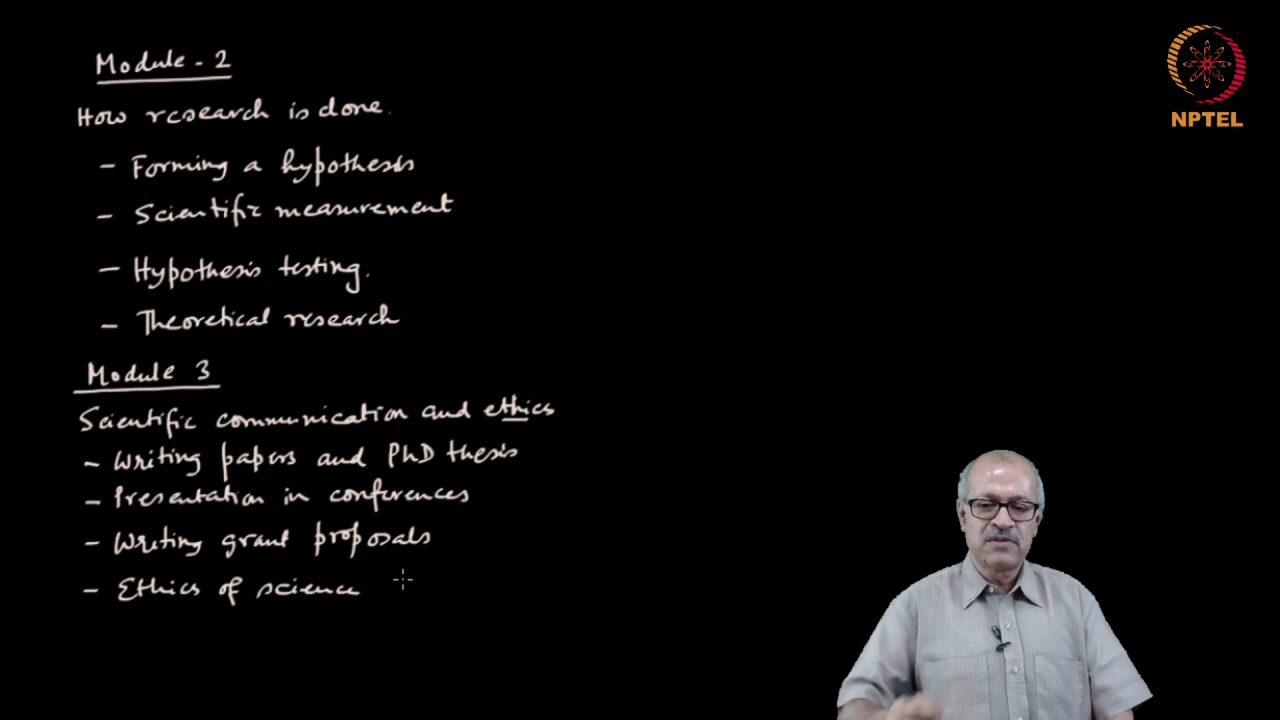 Module - 2
How research is done.
- Forming a hypothesis
- Scientific measurement
- Hypothesis testing.
- Theoretical research
Module 3
Scientific communication and ethics
- Writing papers and PhD thesis
- Presentation in conferences
- Writing grant proposals
- Ethics of science
NPTEL